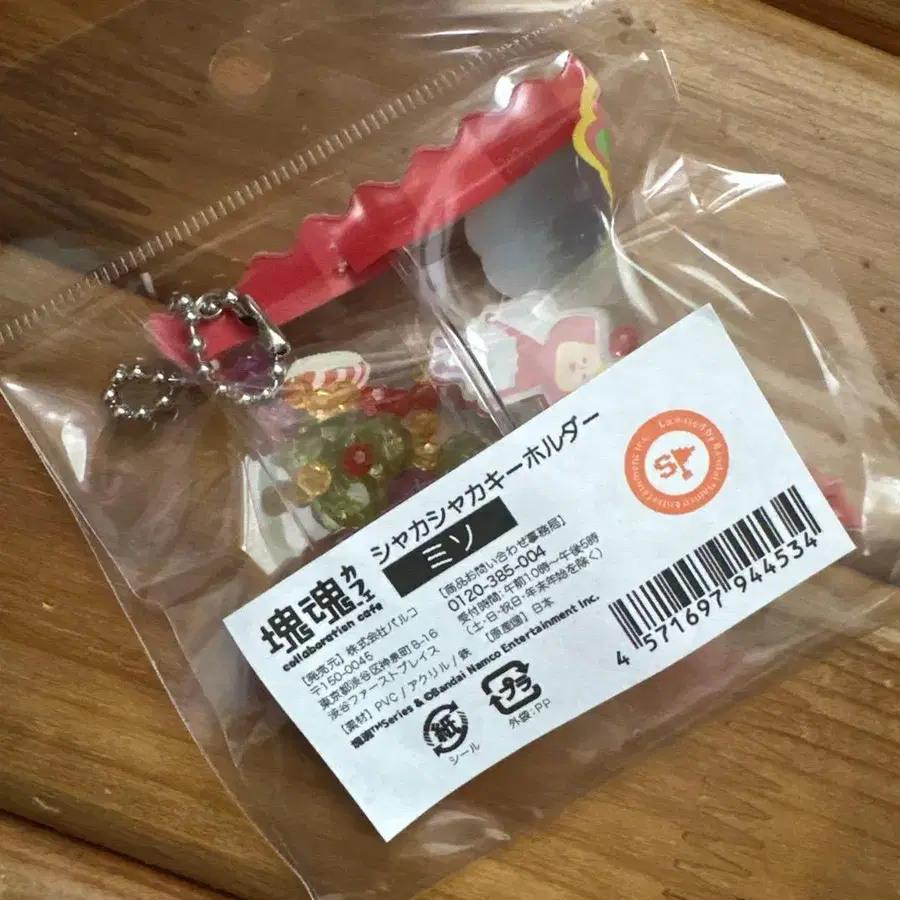 塊魂カフェ
collaboration cafe
シャカシャカキーホルダー
ミソ
【発売元】株式会社パルコ
〒150-0045
東京都渋谷区神泉町8-16
渋谷ファーストプレイス
【素材】PVC/アクリル/鉄
塊魂™Series & ©Bandai Namco Entertainment Inc.
【商品お問い合わせ事務局】
0120-385-004
受付時間:午前10時~午後5時
(土・日・祝日・年末年始を除く)
【原産国】日本
紙
シール
プラ
外袋:PP
Licensed by Bandai Namco Entertainment Inc.
4 571697 944534